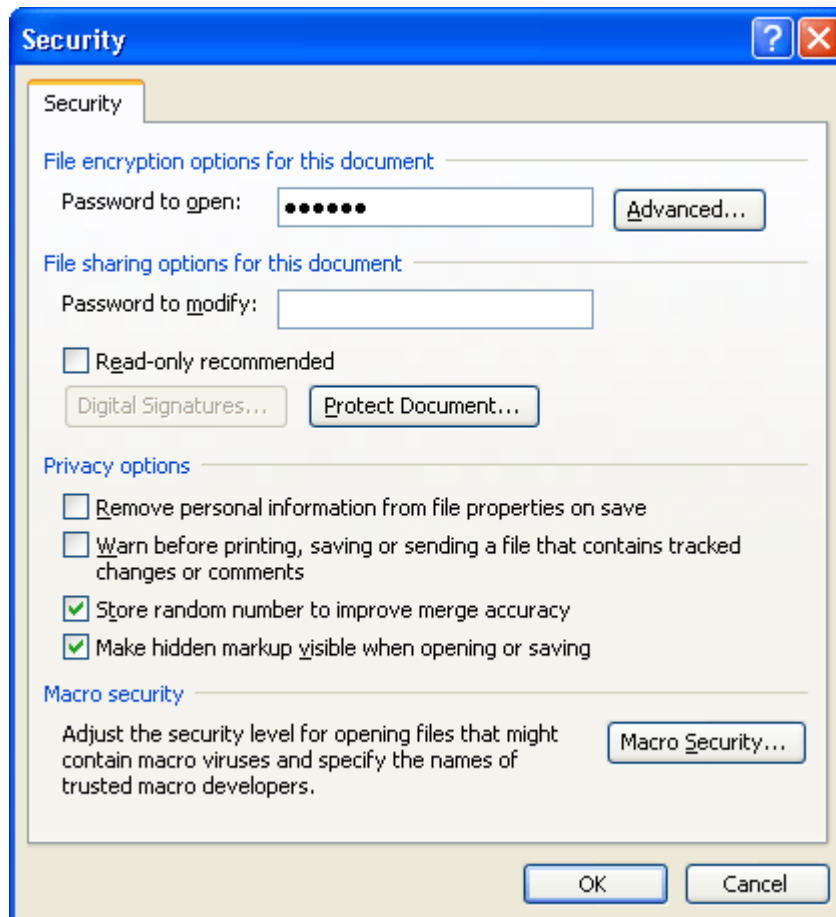 Security
Security
File encryption options for this document
Password to open:
●●●●●●
Advanced...
File sharing options for this document
Password to modify:
Read-only recommended
Digital Signatures...
Protect Document...
Privacy options
Remove personal information from file properties on save
Warn before printing, saving or sending a file that contains tracked
changes or comments
Store random number to improve merge accuracy
Make hidden markup visible when opening or saving
Macro security
Adjust the security level for opening files that might
contain macro viruses and specify the names of
trusted macro developers.
Macro Security...
OK
Cancel